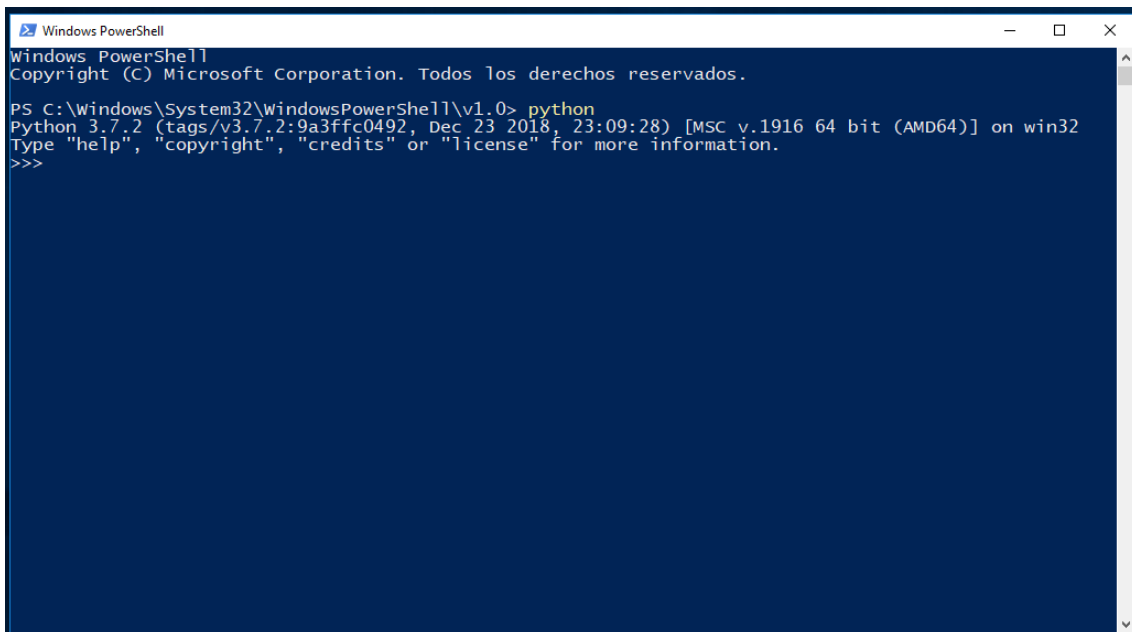 Windows PowerShell
Windows PowerShell
Copyright (C) Microsoft Corporation. Todos los derechos reservados.
PS C:\Windows\System32\WindowsPowerShell\v1.0> python
Python 3.7.2 (tags/v3.7.2:9a3ffc0492, Dec 23 2018, 23:09:28) [MSC v.1916 64 bit (AMD64)] on win32
Type "help", "copyright", "credits" or "license" for more information.
>>>